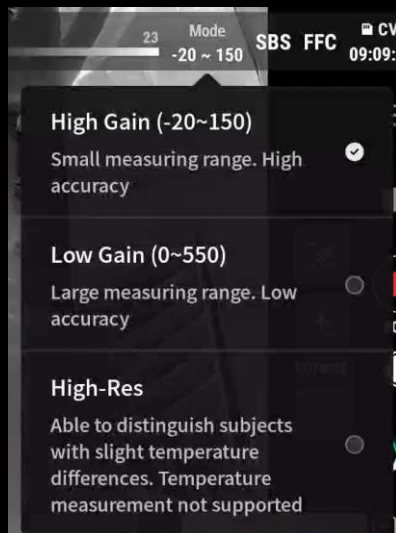 23
Mode
-20 ~ 150
SBS FFC
CV
09:09:
High Gain (-20~150)
Small measuring range. High
accuracy
Low Gain (0~550)
Large measuring range. Low
accuracy
High-Res
Able to distinguish subjects
with slight temperature
differences. Temperature
measurement not supported